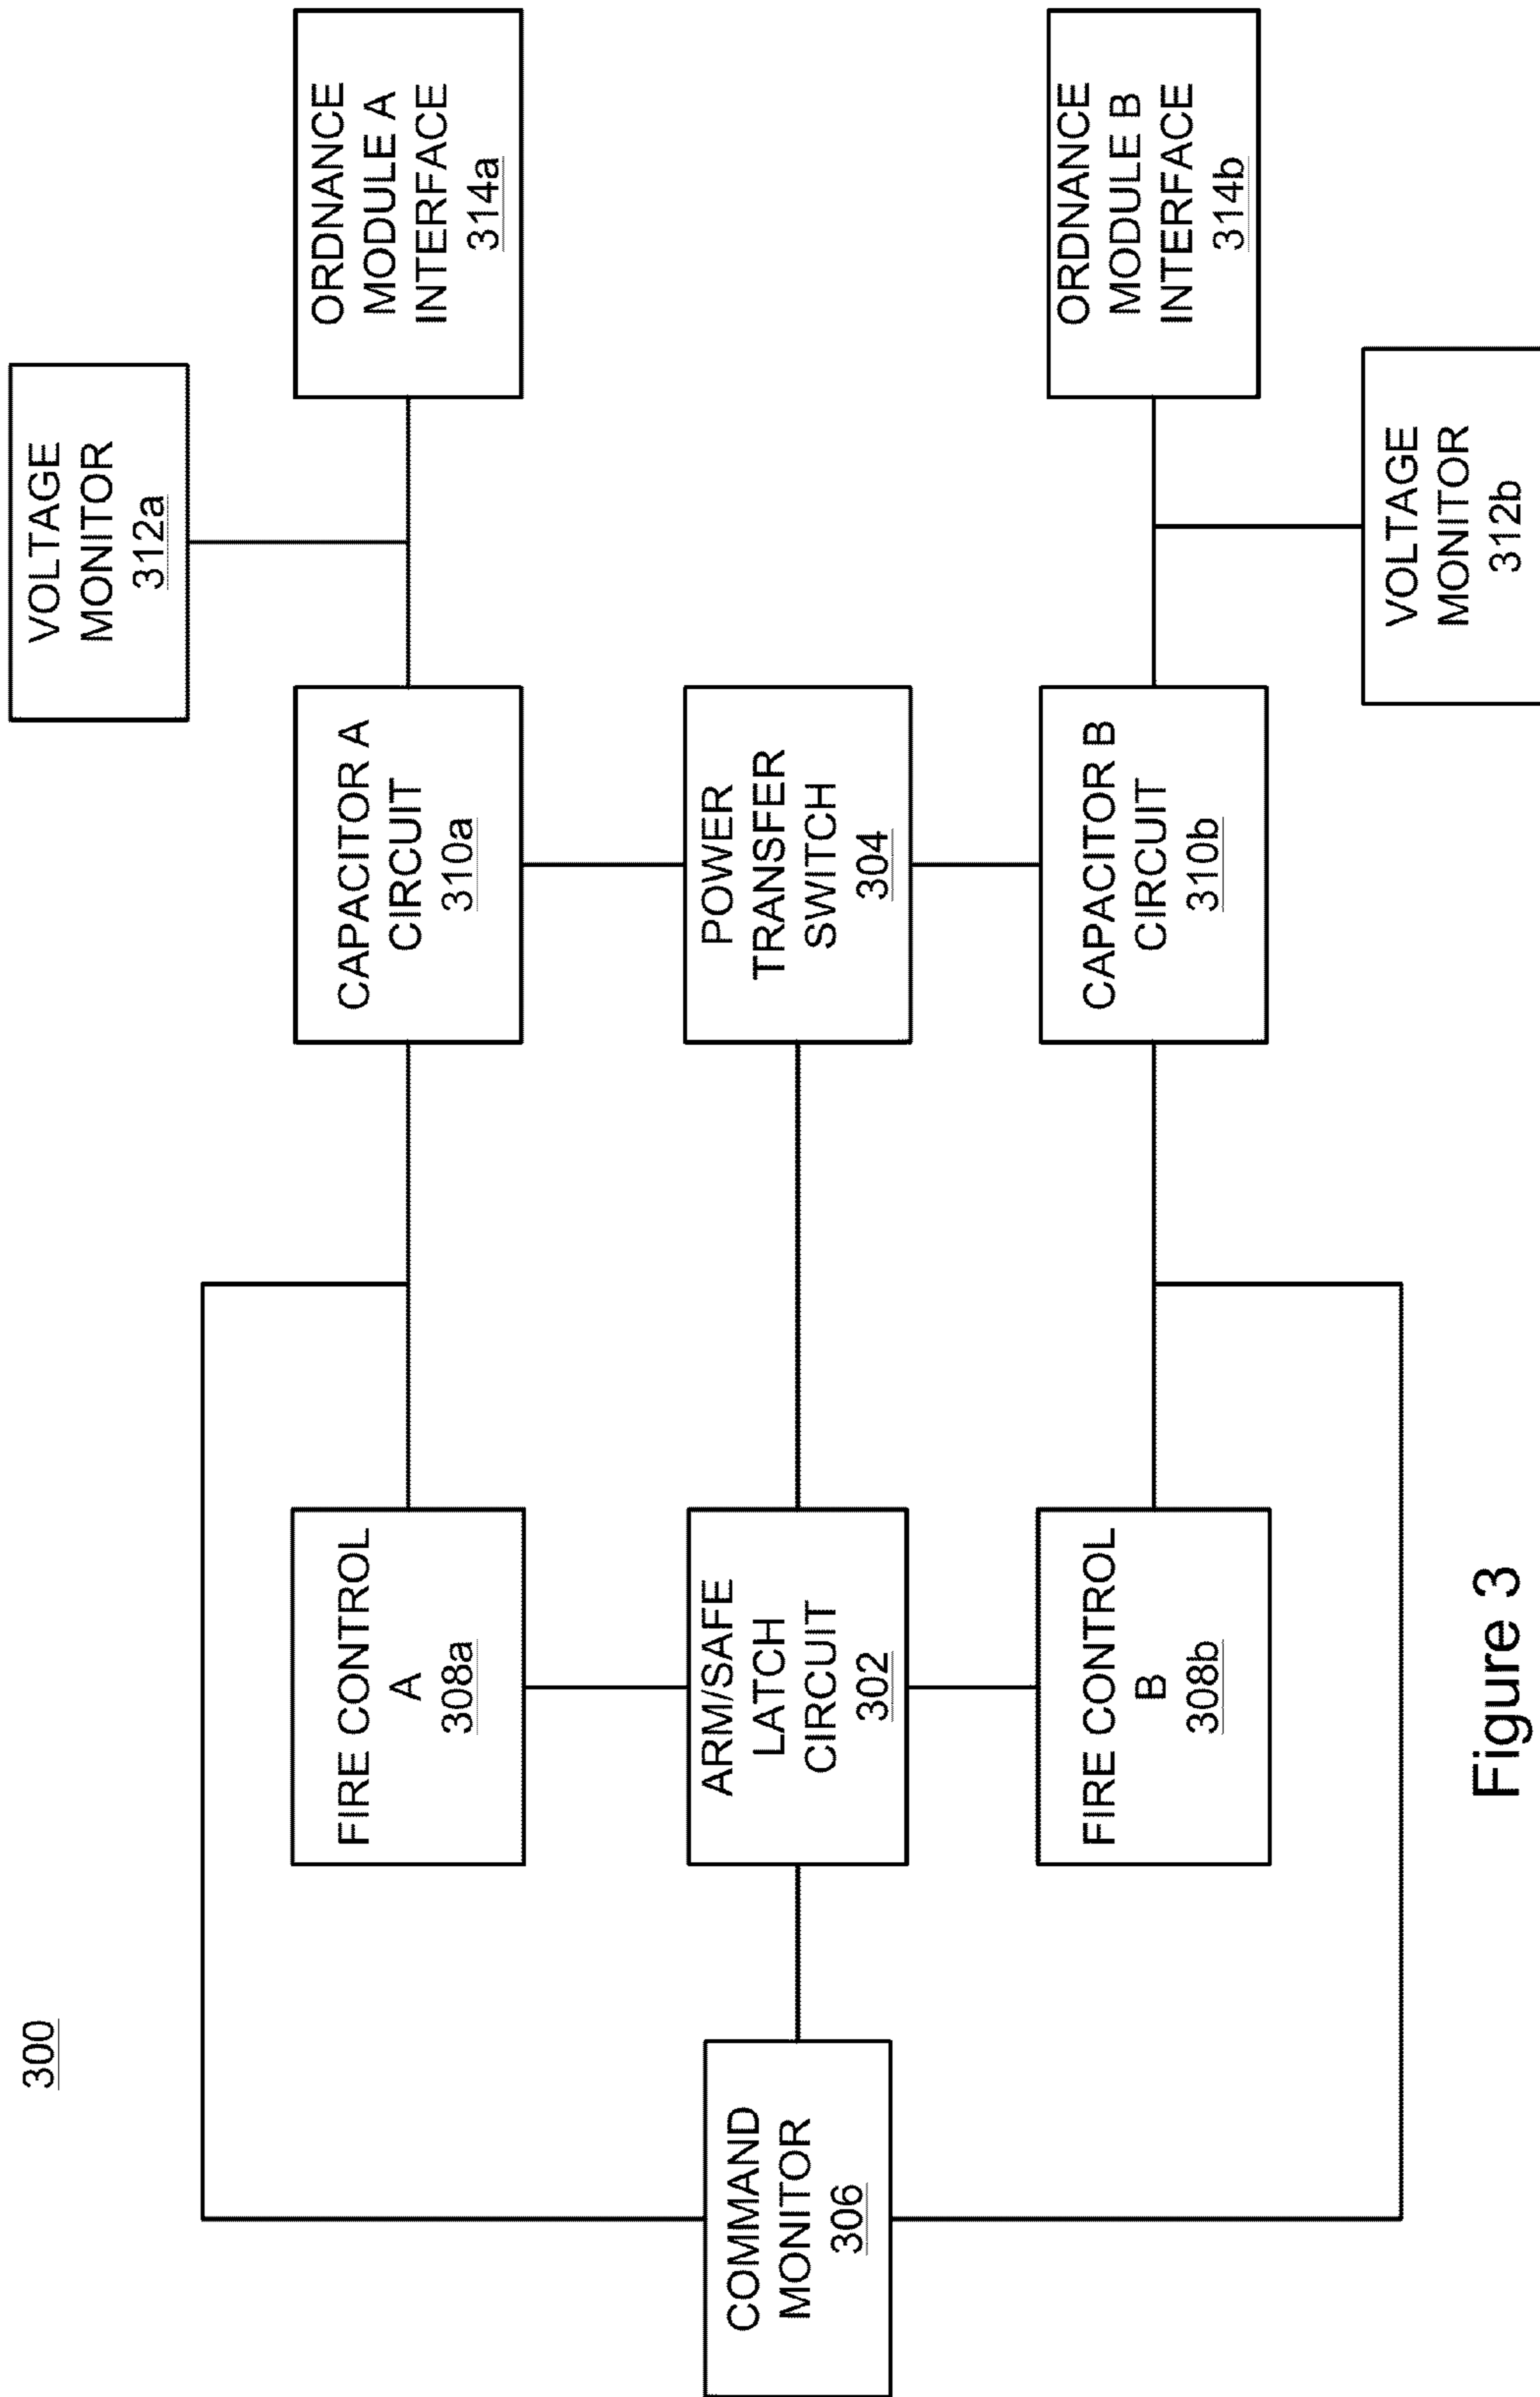 300
VOLTAGE
MONITOR
312a
ORDNANCE
MODULE A
INTERFACE
314a
CAPACITOR A
CIRCUIT
310a
FIRE CONTROL
A
308a
COMMAND
MONITOR
306
ARM/SAFE
LATCH
CIRCUIT
302
POWER
TRANSFER
SWITCH
304
FIRE CONTROL
B
308b
CAPACITOR B
CIRCUIT
310b
ORDNANCE
MODULE B
INTERFACE
314b
VOLTAGE
MONITOR
312b
Figure 3